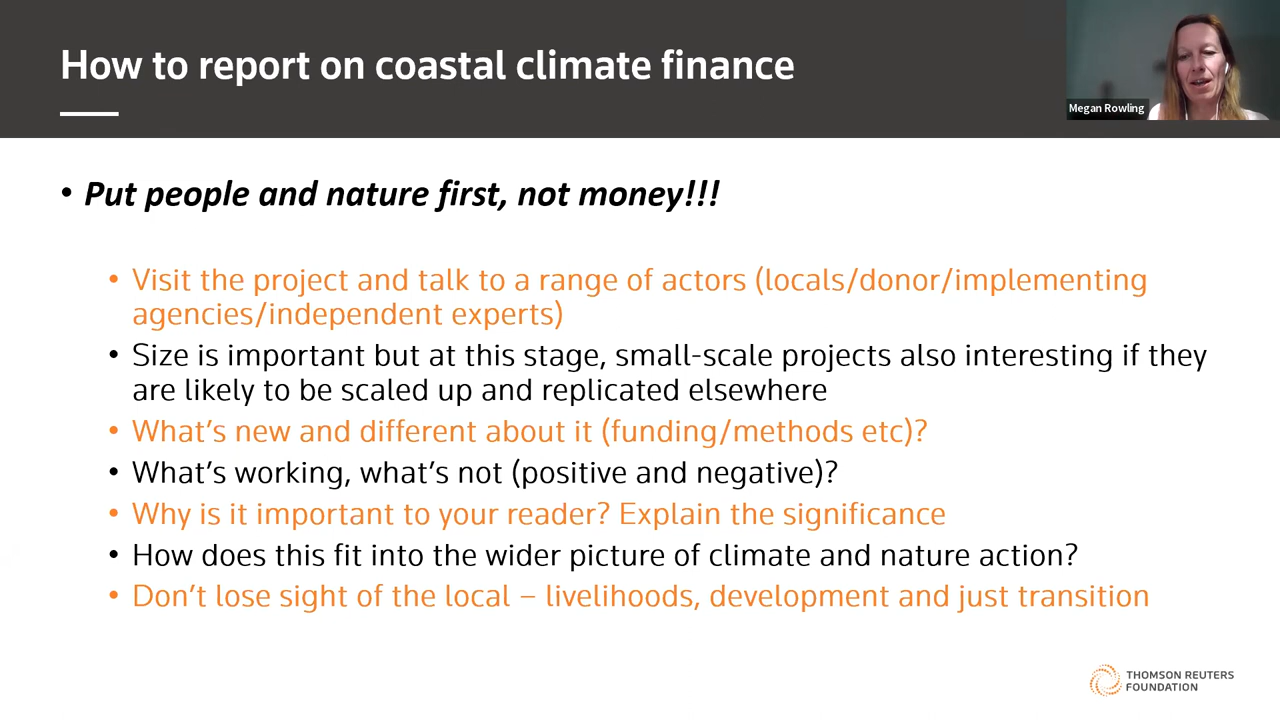 How to report on coastal climate finance
Megan Rowling
• Put people and nature first, not money!!!
• Visit the project and talk to a range of actors (locals/donor/implementing
agencies/independent experts)
• Size is important but at this stage, small-scale projects also interesting if they
are likely to be scaled up and replicated elsewhere
• What's new and different about it (funding/methods etc)?
• What's working, what's not (positive and negative)?
• Why is it important to your reader? Explain the significance
• How does this fit into the wider picture of climate and nature action?
• Don't lose sight of the local – livelihoods, development and just transition
THOMSON REUTERS
FOUNDATION